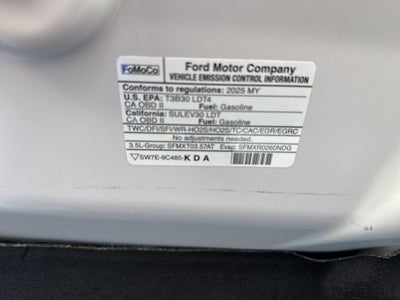 FoMoCo
Ford Motor Company
VEHICLE EMISSION CONTROL INFORMATION
Conforms to regulations: 2025 MY
U.S. EPA: T3B30 LDT4
CA OBD II Fuel: Gasoline
California: SULEV30 LDT
CA OBD II Fuel: Gasoline
TWC/DFI/SFI/WR-HO2S/HO2S/TC/CAC/EGR/EGRC
No adjustments needed.
3.5L-Group: SFMXT03.57AT Evap: SFMXR0260NDG
SW7E-9C485-KDA